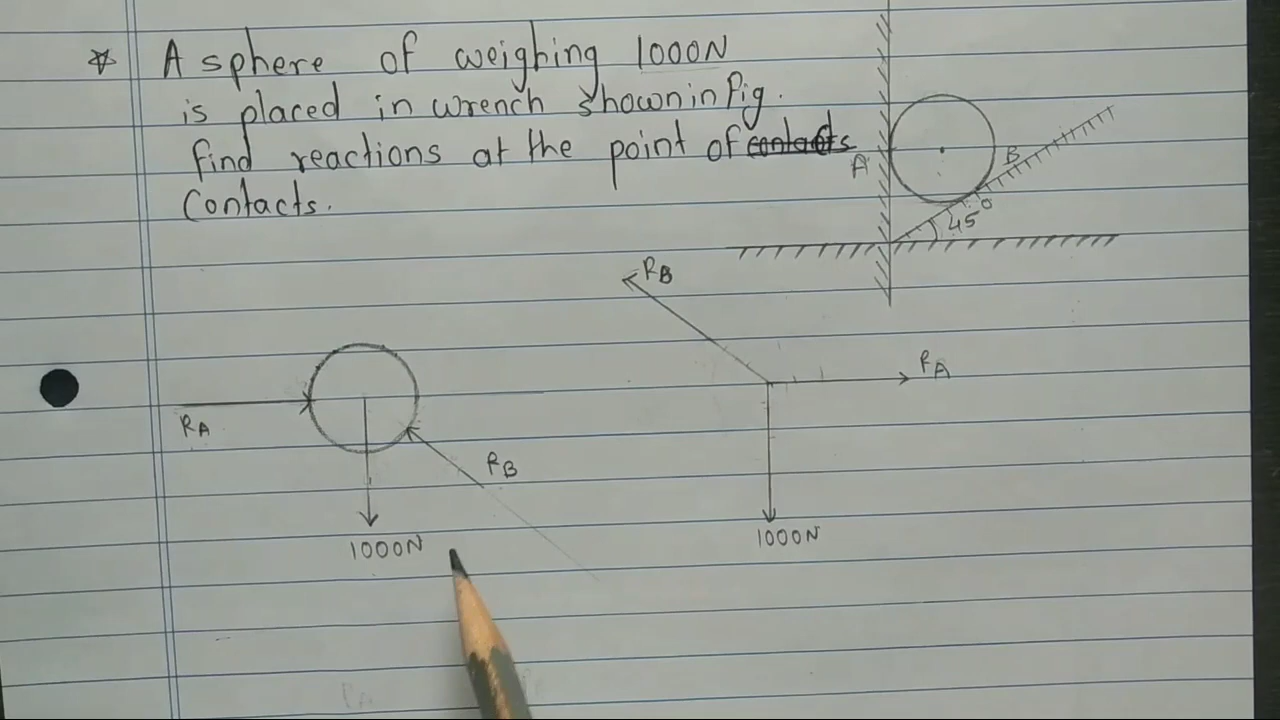 A sphere of weighing 1000N
is placed in wrench shown in fig.
find reactions at the point of contacts
Contacts.
A
B
45°
RB
RA
RA
RB
1000N
1000N